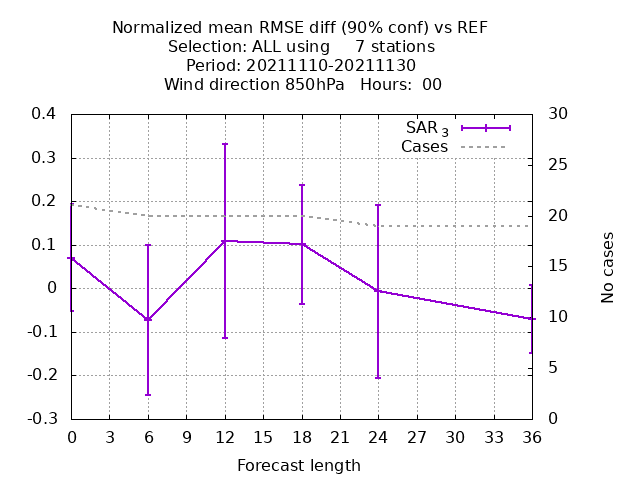 Normalized mean RMSE diff (90% conf) vs REF
Selection: ALL using 7 stations
Period: 20211110-20211130
Wind direction 850hPa Hours: 00
0.4
0.3
0.2
0.1
0
-0.1
-0.2
-0.3
30
25
20
15
10
5
0
SAR 3
Cases
No cases
0 3 6 9 12 15 18 21 24 27 30 33 36
Forecast length